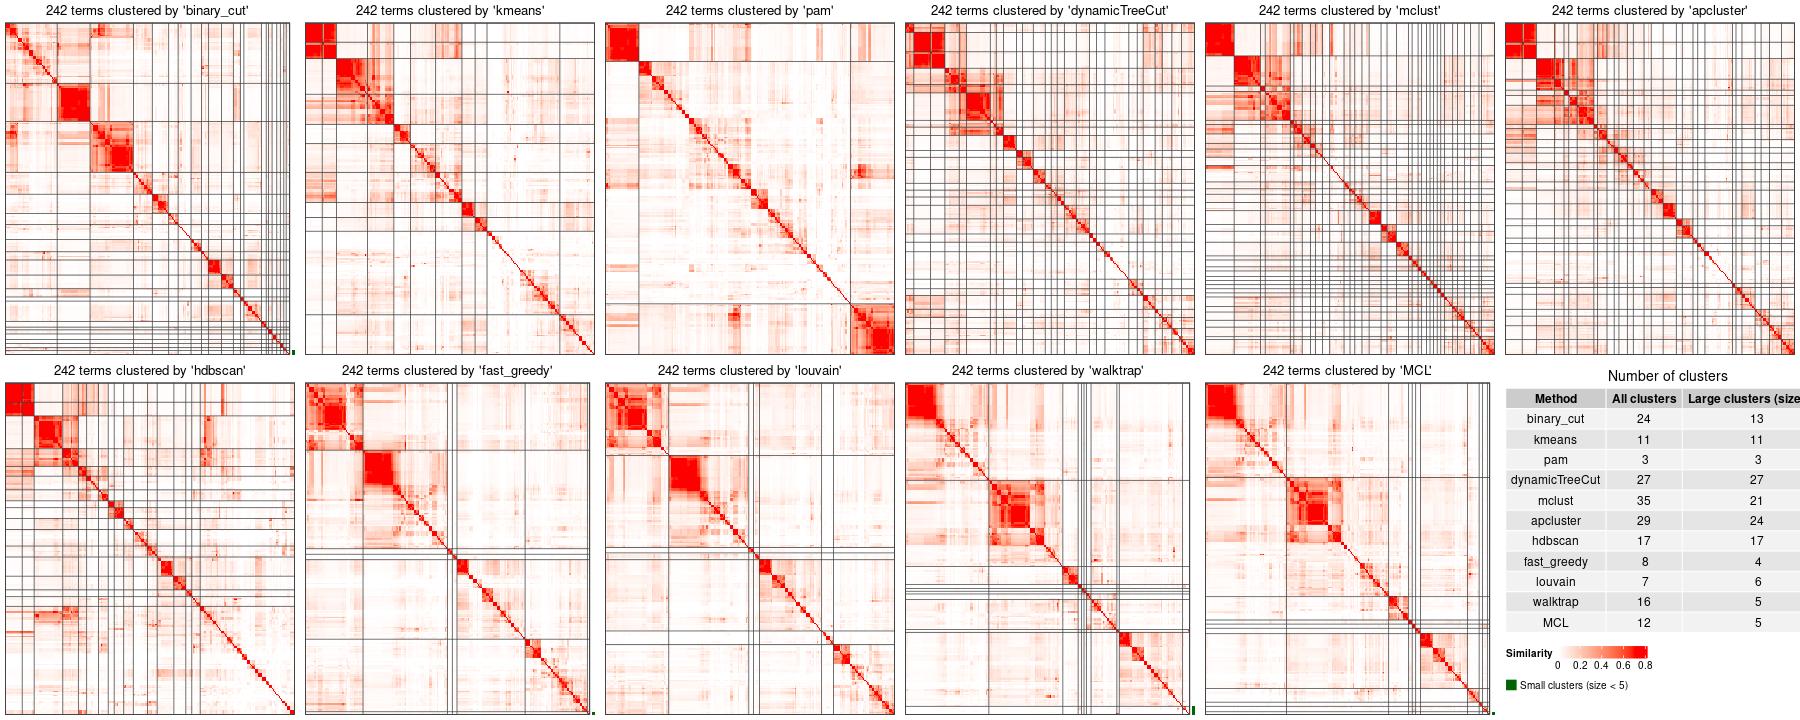 242 terms clustered by 'binary_cut'
242 terms clustered by 'kmeans'
242 terms clustered by 'pam'
242 terms clustered by 'dynamicTreeCut'
242 terms clustered by 'mclust'
242 terms clustered by 'apcluster'
242 terms clustered by 'hdbscan'
242 terms clustered by 'fast_greedy'
242 terms clustered by 'louvain'
242 terms clustered by 'walktrap'
242 terms clustered by 'MCL'
Number of clusters
Method All clusters Large clusters (size
binary_cut 24 13
kmeans 11 11
pam 3 3
dynamicTreeCut 27 27
mclust 35 21
apcluster 29 24
hdbscan 17 17
fast_greedy 8 4
louvain 7 6
walktrap 16 5
MCL 12 5
Similarity
0 0.2 0.4 0.6 0.8
Small clusters (size < 5)